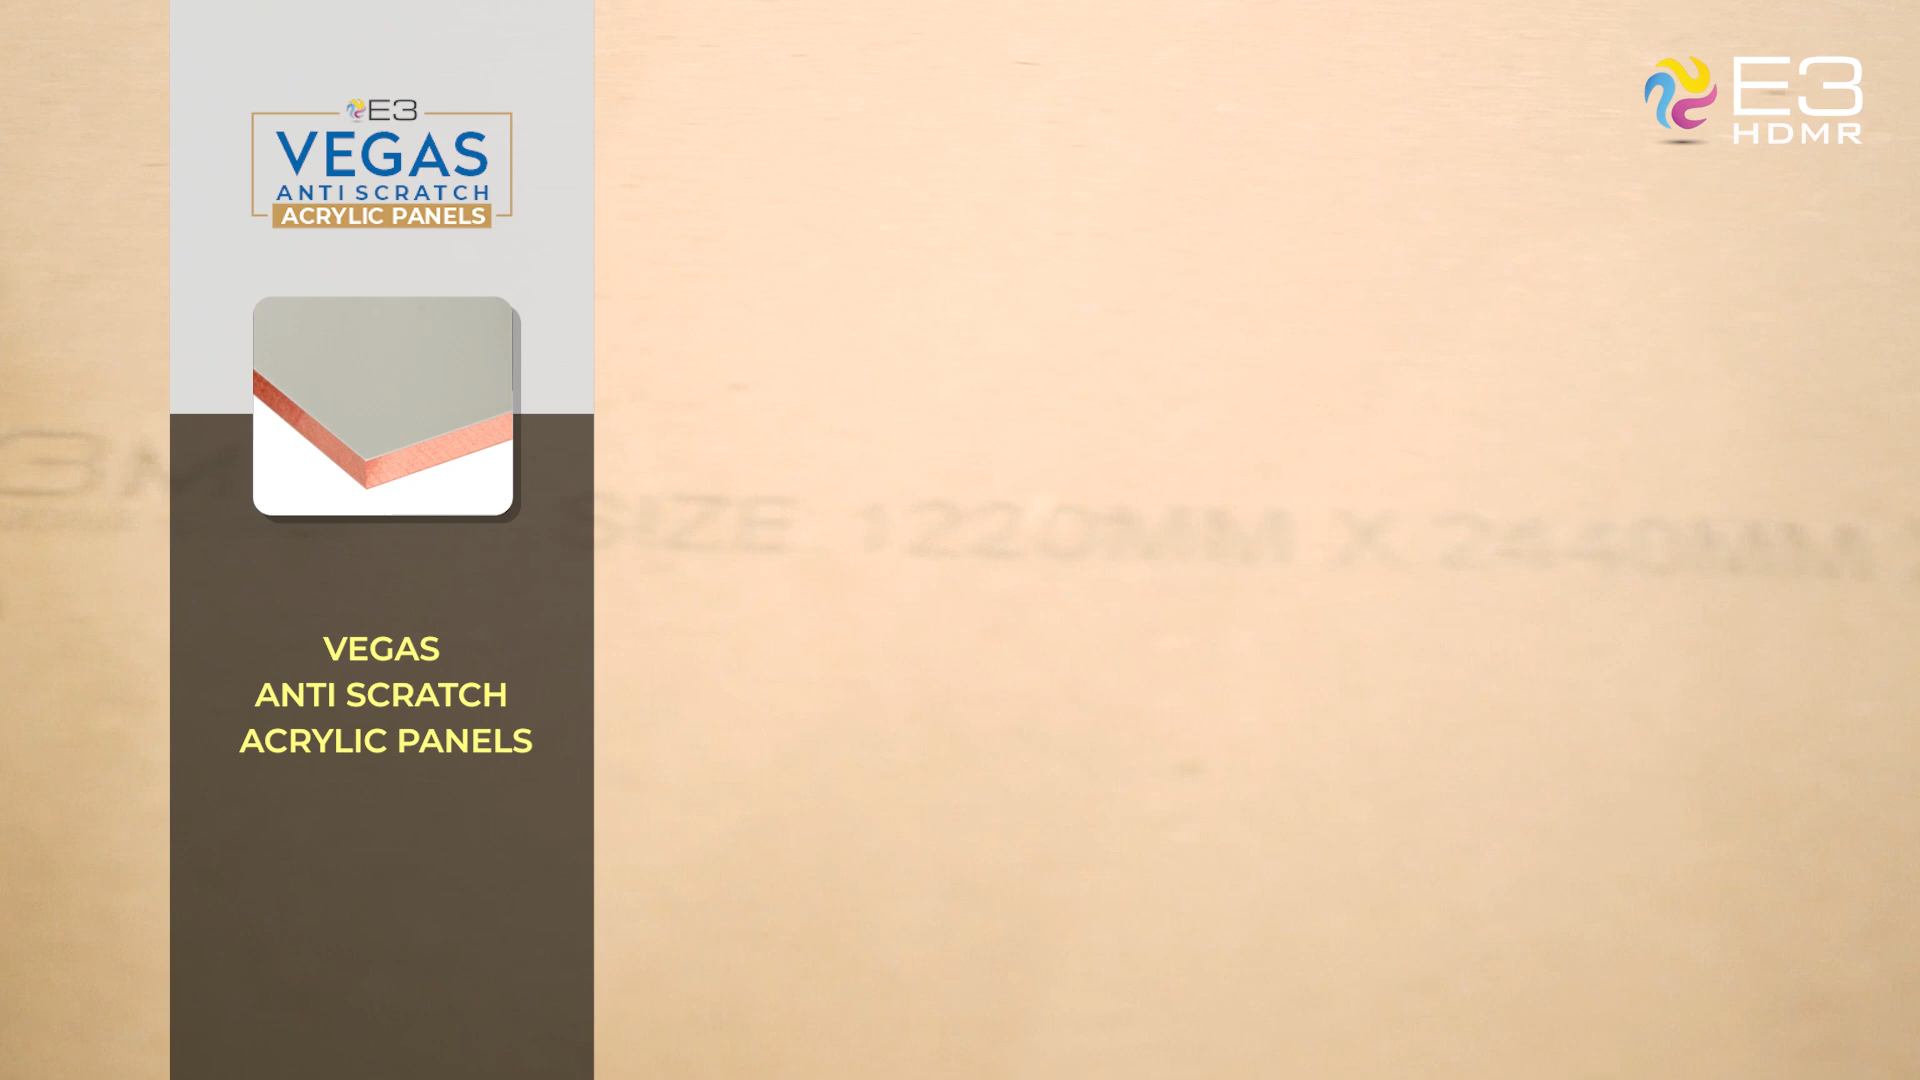 E3
VEGAS
ANTI SCRATCH
ACRYLIC PANELS
E3
HDMR
SIZE 1220MM X 2440MM
VEGAS
ANTI SCRATCH
ACRYLIC PANELS